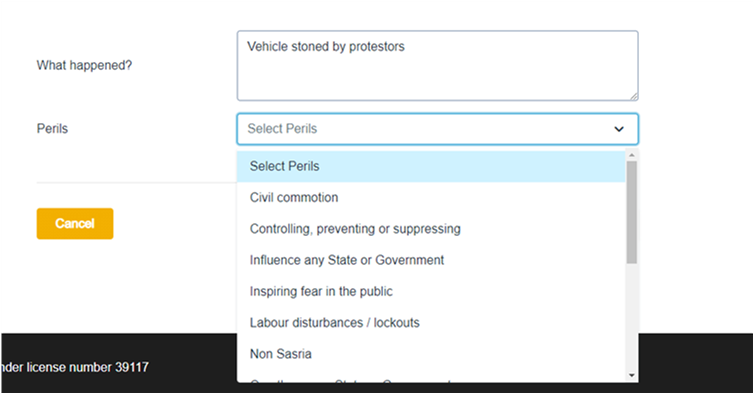 What happened?
Vehicle stoned by protestors
Perils
Select Perils
Select Perils
Civil commotion
Controlling, preventing or suppressing
Influence any State or Government
Inspiring fear in the public
Labour disturbances / lockouts
Non Sasria
Cancel
nder license number 39117